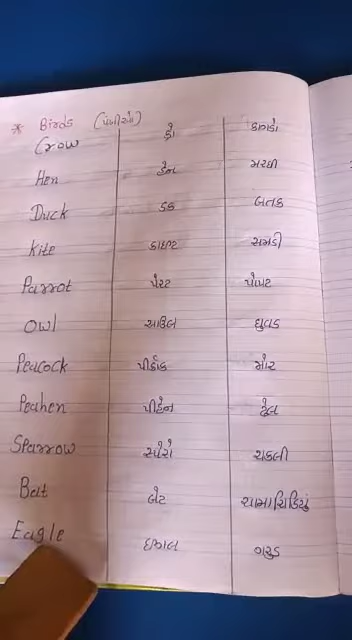 * Birds (પંખીઓ)
Crow ક્રો કાગડો
Hen હેન મરઘી
Duck ડક બતક
Kite કાઇટ સમડી
Parrot પેરટ પોપટ
Owl આઉલ ઘુવડ
Peacock પીકોક મોર
Peahen પીહેન ઢેલ
Sparrow સ્પેરો ચકલી
Bat બેટ ચામાચિડિયું
Eagle ઇગલ ગરુડ